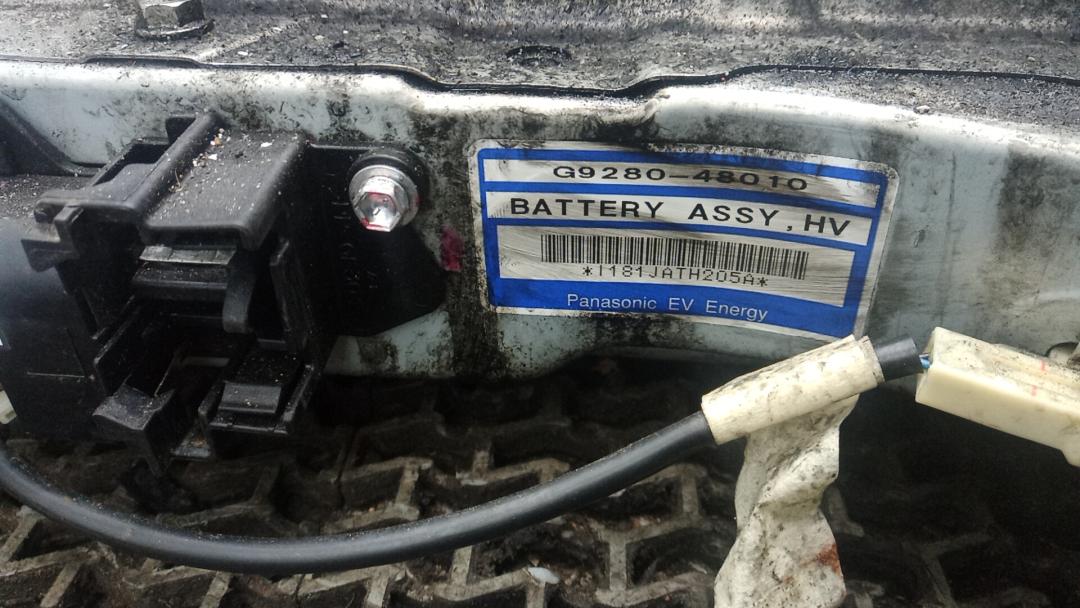 G9280-48010
BATTERY ASSY, HV
*I181JATH205A*
Panasonic EV Energy